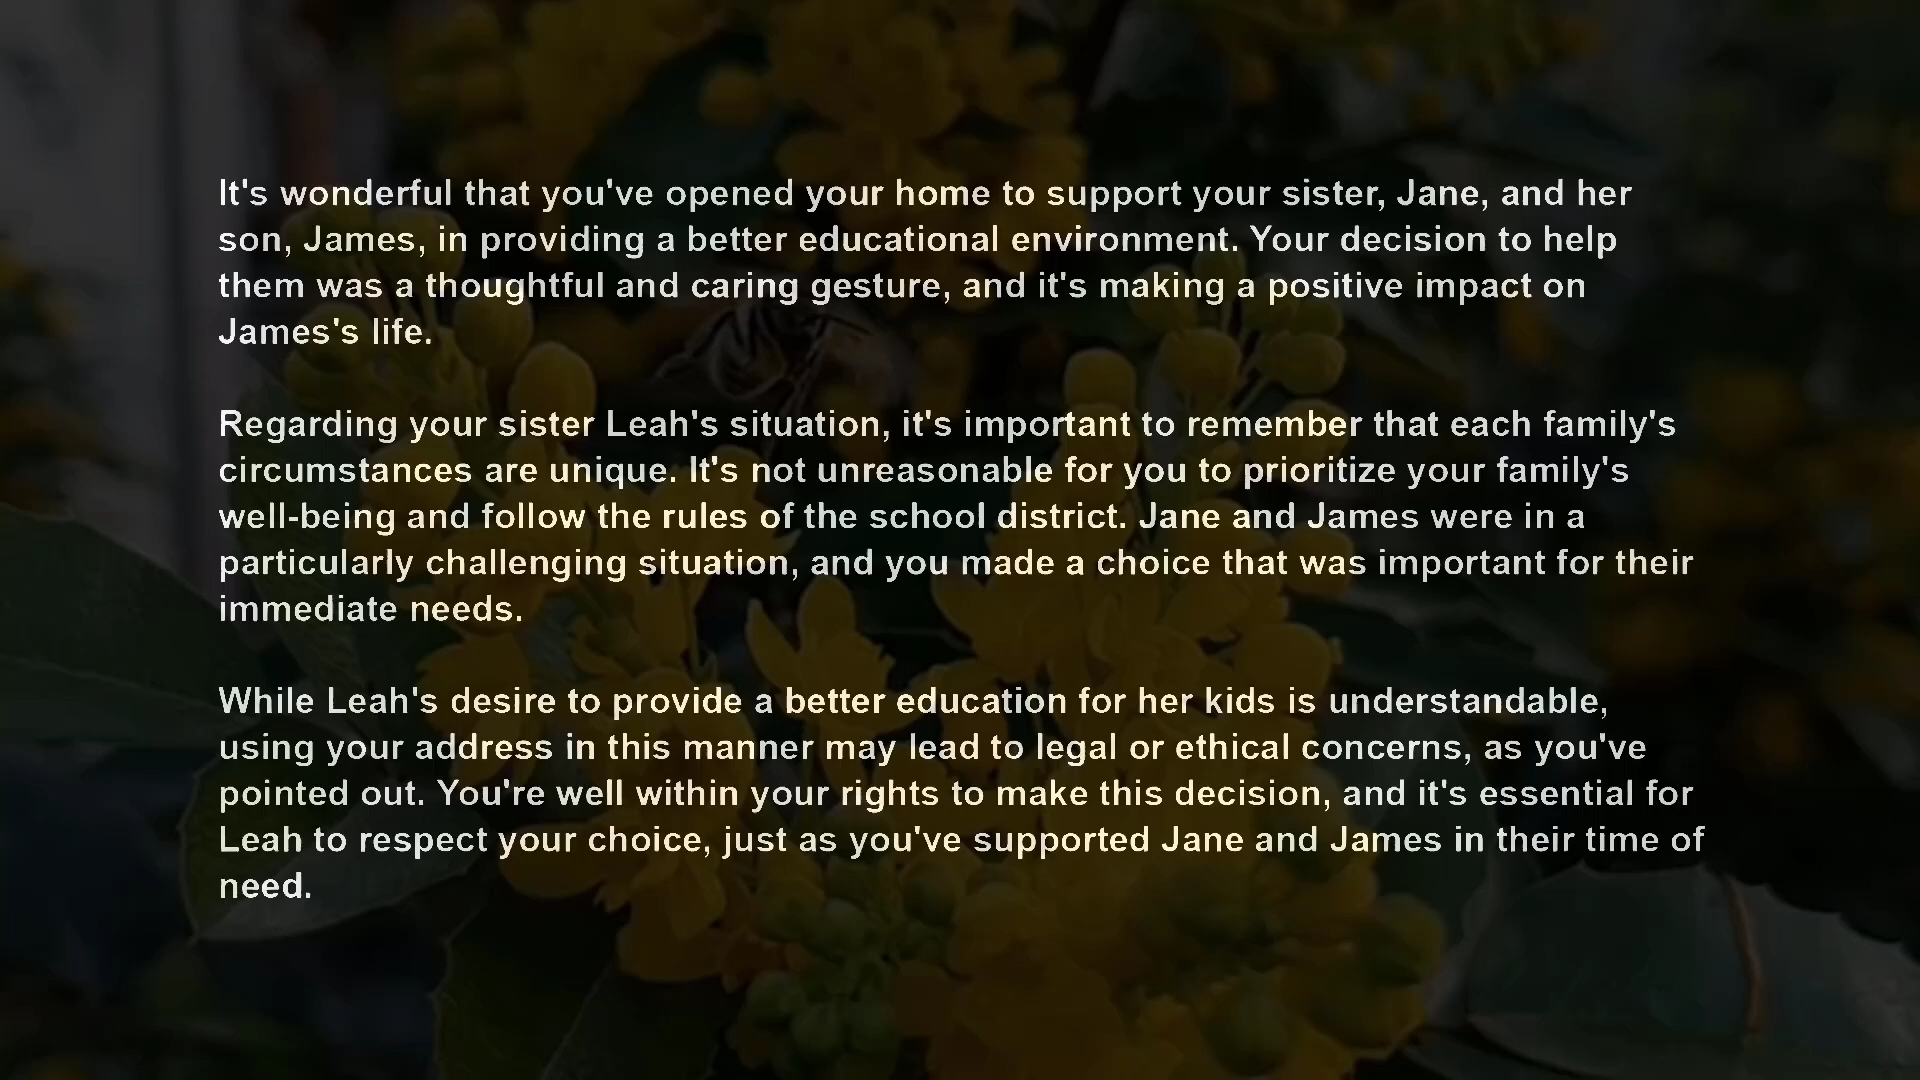 It's wonderful that you've opened your home to support your sister, Jane, and her
son, James, in providing a better educational environment. Your decision to help
them was a thoughtful and caring gesture, and it's making a positive impact on
James's life.
Regarding your sister Leah's situation, it's important to remember that each family's
circumstances are unique. It's not unreasonable for you to prioritize your family's
well-being and follow the rules of the school district. Jane and James were in a
particularly challenging situation, and you made a choice that was important for their
immediate needs.
While Leah's desire to provide a better education for her kids is understandable,
using your address in this manner may lead to legal or ethical concerns, as you've
pointed out. You're well within your rights to make this decision, and it's essential for
Leah to respect your choice, just as you've supported Jane and James in their time of
need.